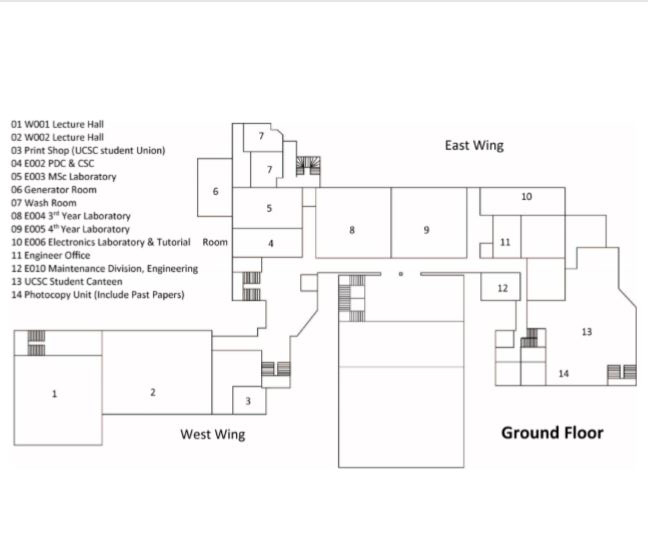 01 W001 Lecture Hall
02 W002 Lecture Hall
03 Print Shop (UCSC student Union)
04 E002 PDC & CSC
05 E003 MSc Laboratory
06 Generator Room
07 Wash Room
08 E004 3rd Year Laboratory
09 E005 4th Year Laboratory
10 E006 Electronics Laboratory & Tutorial Room
11 Engineer Office
12 E010 Maintenance Division, Engineering
13 UCSC Student Canteen
14 Photocopy Unit (Include Past Papers)
East Wing
7
7
6
5
4
8
9
10
11
12
13
14
1
2
3
West Wing
Ground Floor